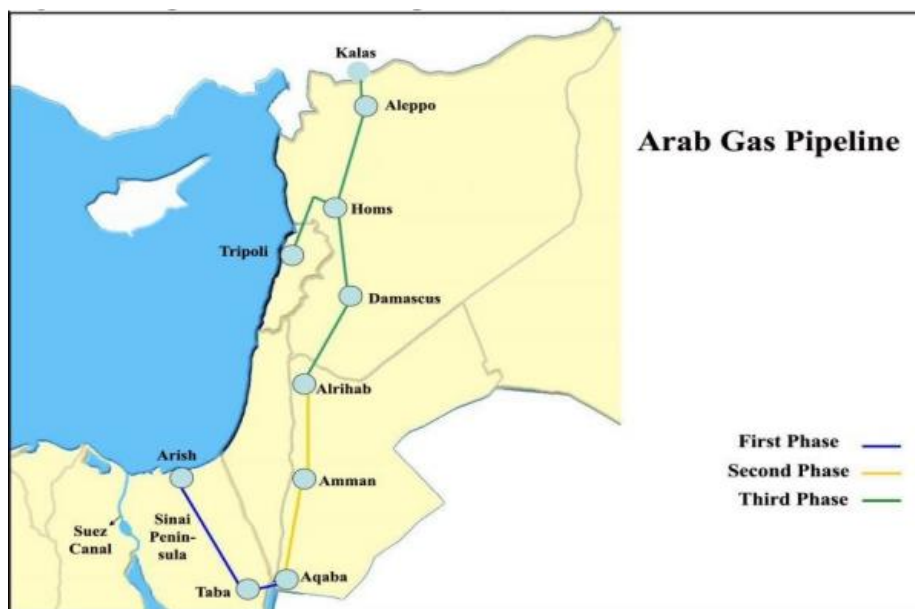 Kalas
Aleppo
Arab Gas Pipeline
Homs
Tripoli
Damascus
Alrihab
Arish
First Phase
Second Phase
Amman
Third Phase
Suez
Canal
Sinai
Penin-
sula
Taba
Aqaba